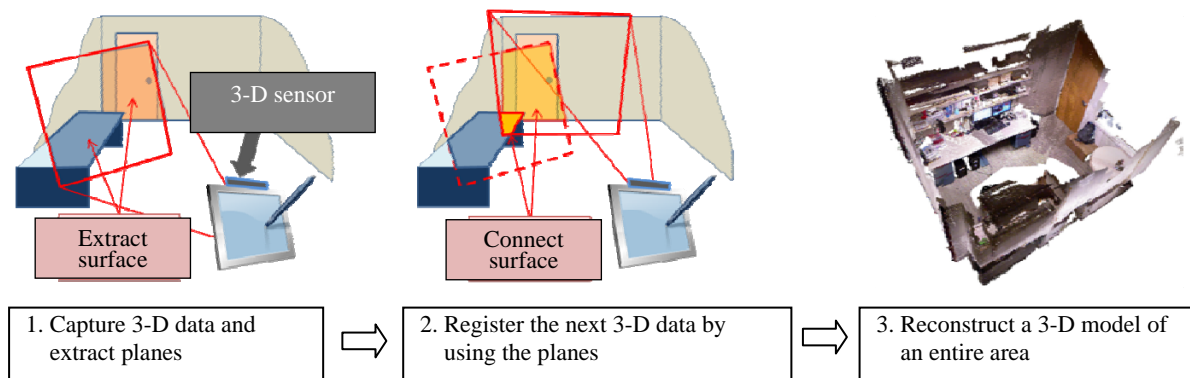 3-D sensor
Extract
surface
Connect
surface
1. Capture 3-D data and
extract planes
2. Register the next 3-D data by
using the planes
3. Reconstruct a 3-D model of
an entire area